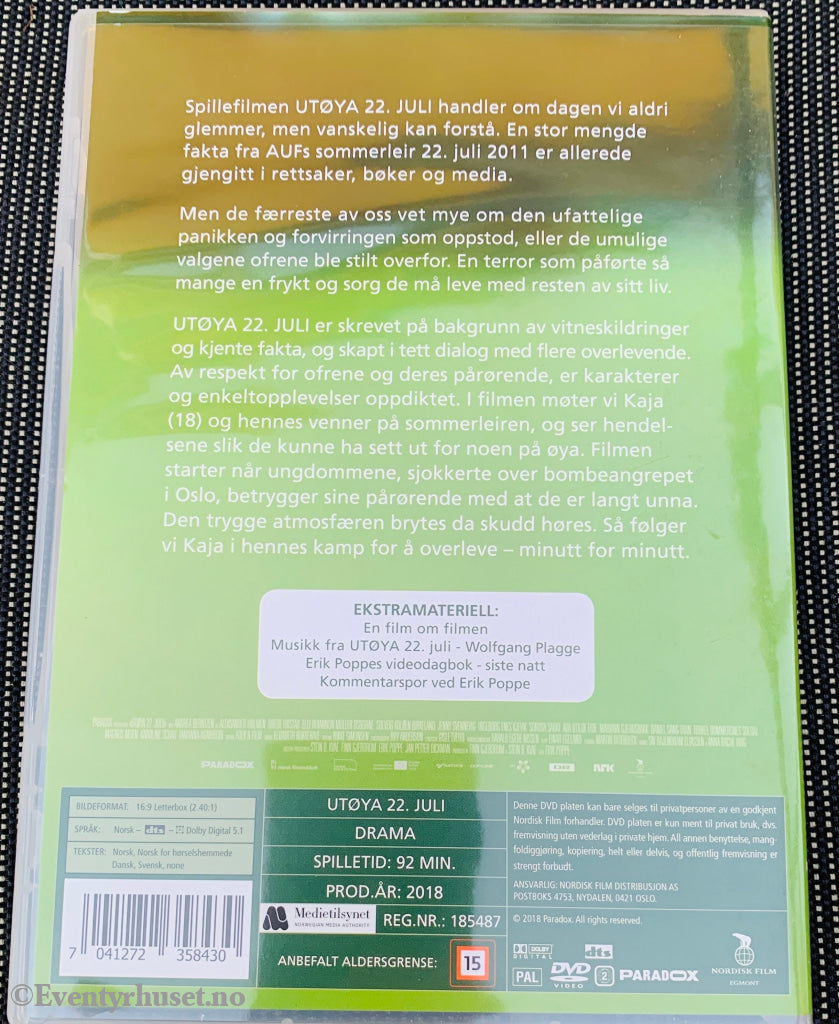 Spillefilmen UTØYA 22. JULI handler om dagen vi aldri
glemmer, men vanskelig kan forstå. En stor mengde
fakta fra AUFs sommerleir 22. juli 2011 er allerede
gjengitt i rettsaker, bøker og media.
Men de færreste av oss vet mye om den ufattelige
panikken og forvirringen som oppstod, eller de umulige
valgene ofrene ble stilt overfor. En terror som påførte så
mange en frykt og sorg de må leve med resten av sitt liv.
UTØYA 22. JULI er skrevet på bakgrunn av vitneskildringer
og kjente fakta, og skapt i tett dialog med flere overlevende.
Av respekt for ofrene og deres pårørende, er karakterer
og enkeltopplevelser oppdiktet. I filmen møter vi Kaja
(18) og hennes venner på sommerleiren, og ser hendel-
sene slik de kunne ha sett ut for noen på øya. Filmen
starter når ungdommene, sjokkerte over bombeangrepet
i Oslo, betrygger sine pårørende med at de er langt unna.
Den trygge atmosfæren brytes da skudd høres. Så følger
vi Kaja i hennes kamp for å overleve – minutt for minutt.
EKSTRAMATERIELL:
En film om filmen
Musikk fra UTØYA 22. juli - Wolfgang Plagge
Erik Poppes videodagbok - siste natt
Kommentarspor ved Erik Poppe
PARADOX
DR NRK
BILDEFORMAT: 16:9 Letterbox (2.40:1)
SPRÅK: Norsk – dts – Dolby Digital 5.1
TEKSTER: Norsk, Norsk for hørselshemmede
Dansk, Svensk, none
7 041272 358430
UTØYA 22. JULI
DRAMA
SPILLETID: 92 MIN.
PROD.ÅR: 2018
Medietilsynet
NORWEGIAN MEDIA AUTHORITY
REG.NR.: 185487
ANBEFALT ALDERSGRENSE: 15
Denne DVD platen kan bare selges til privatpersoner av en godkjent
Nordisk Film forhandler. DVD platen er kun ment til privat bruk, dvs.
fremvisning uten vederlag i private hjem. All annen benyttelse, mang-
foldiggjøring, kopiering, helt eller delvis, og offentlig fremvisning er
strengt forbudt.
ANSVARLIG: NORDISK FILM DISTRIBUSJON AS
POSTBOKS 4753, NYDALEN, 0421 OSLO.
© 2018 Paradox. All rights reserved.
DOLBY
DIGITAL
dts
PAL DVD VIDEO 2 PARADOX
NORDISK FILM
EGMONT
©Eventyrhuset.no